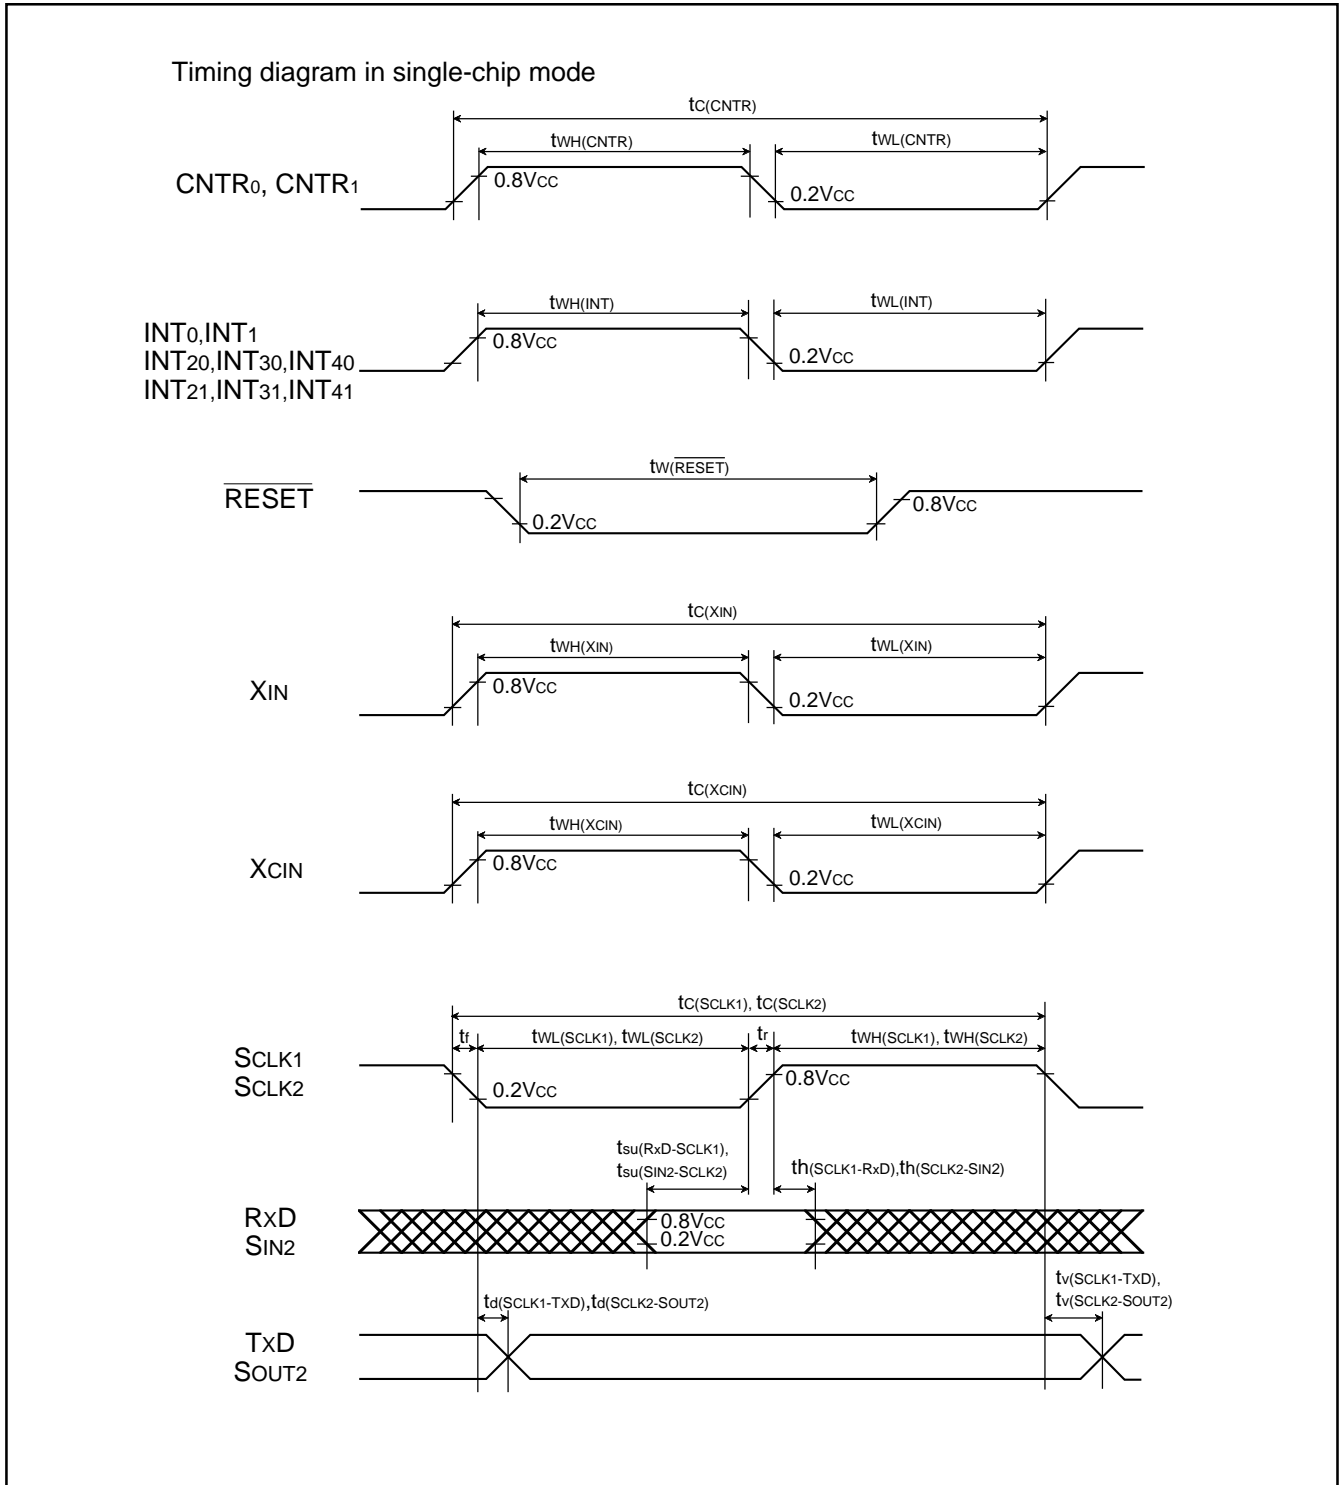 Timing diagram in single-chip mode
tC(CNTR)
tWH(CNTR)
tWL(CNTR)
CNTR0, CNTR1
0.8VCC
0.2VCC
tWH(INT)
tWL(INT)
INT0,INT1
INT20,INT30,INT40
INT21,INT31,INT41
0.8VCC
0.2VCC
tW(RESET)
RESET
0.2VCC
0.8VCC
tC(XIN)
tWH(XIN)
tWL(XIN)
XIN
0.8VCC
0.2VCC
tC(XCIN)
tWH(XCIN)
tWL(XCIN)
XCIN
0.8VCC
0.2VCC
tC(SCLK1), tC(SCLK2)
tf
tWL(SCLK1), tWL(SCLK2)
tr
tWH(SCLK1), tWH(SCLK2)
SCLK1
SCLK2
0.2VCC
0.8VCC
tsu(RxD-SCLK1),
tsu(SIN2-SCLK2)
th(SCLK1-RxD),th(SCLK2-SIN2)
RXD
SIN2
0.8VCC
0.2VCC
td(SCLK1-TXD),td(SCLK2-SOUT2)
tv(SCLK1-TXD),
tv(SCLK2-SOUT2)
TXD
SOUT2